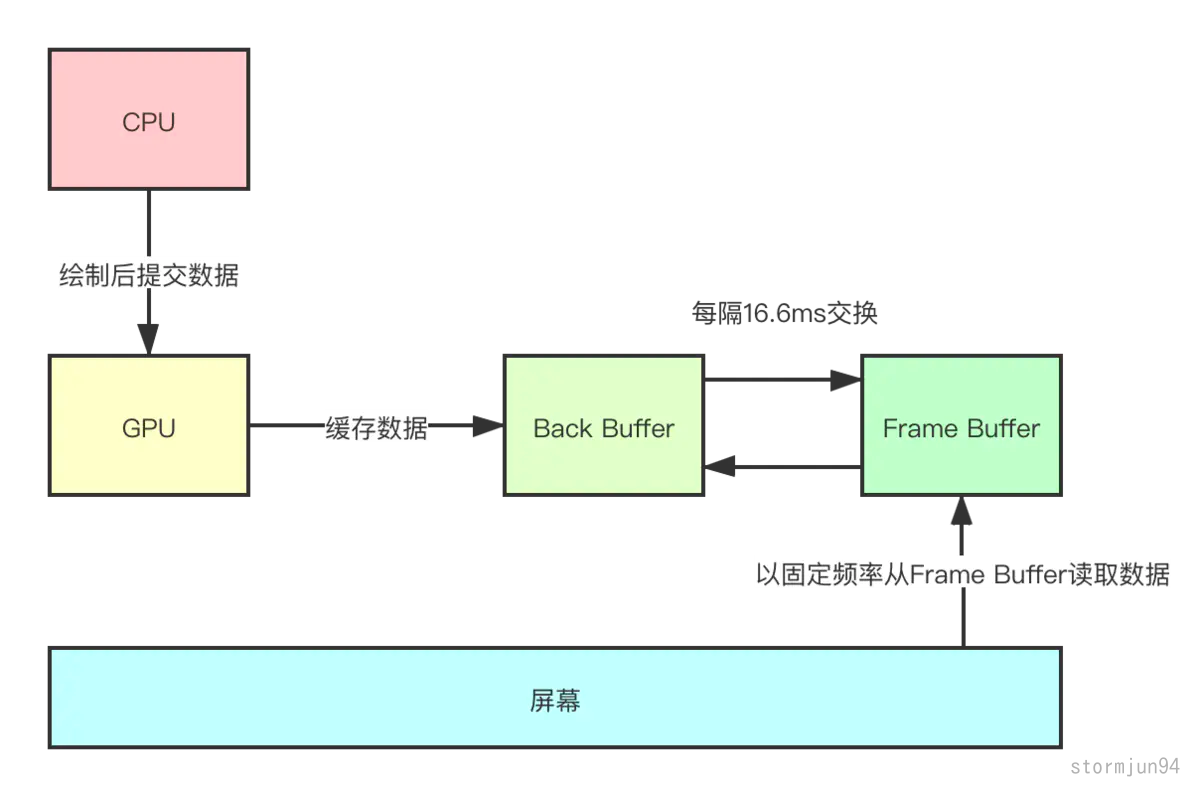 CPU
绘制后提交数据
每隔16.6ms交换
GPU
缓存数据
Back Buffer
Frame Buffer
以固定频率从Frame Buffer读取数据
屏幕
stormjun94